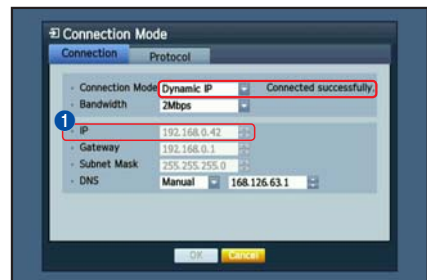 Connection Mode
Connection Protocol
Connection Mode Dynamic IP Connected successfully.
Bandwidth 2Mbps
1
IP 192.168.0.42
Gateway 192.168.0.1
Subnet Mask 255.255.255.0
DNS Manual 168.126.63.1
OK Cancel